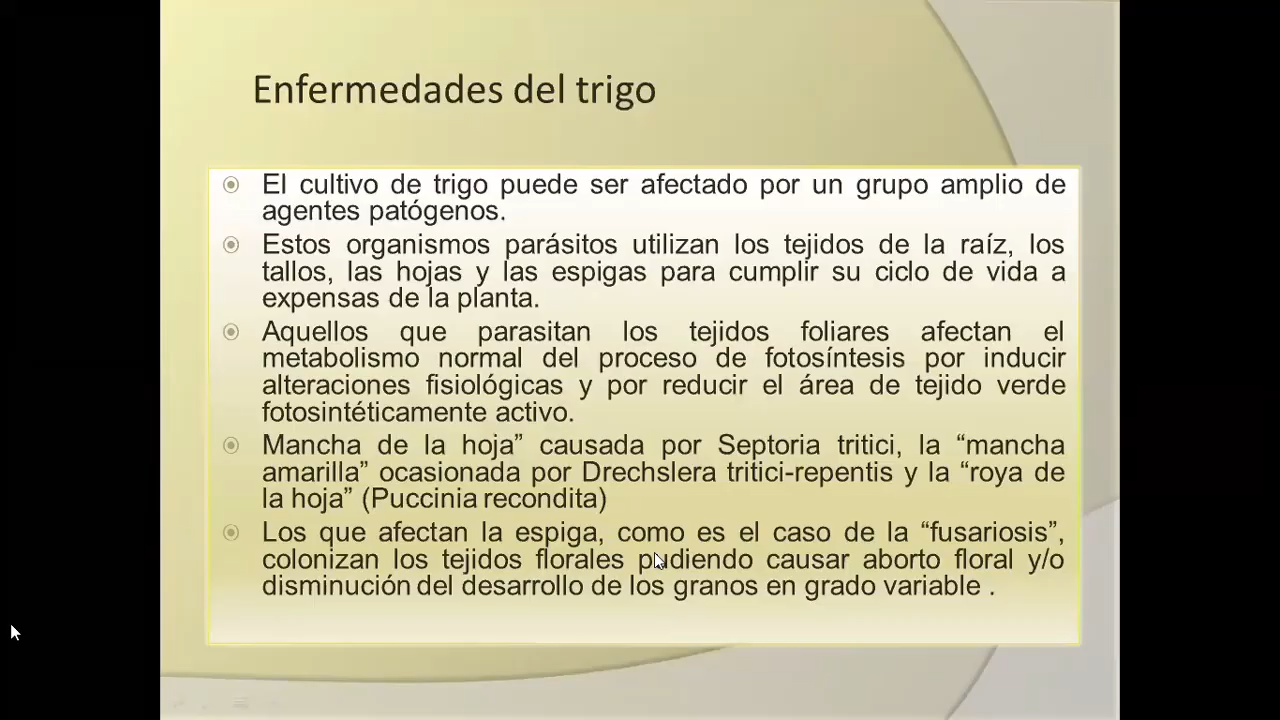 Enfermedades del trigo
El cultivo de trigo puede ser afectado por un grupo amplio de
agentes patógenos.
Estos organismos parásitos utilizan los tejidos de la raíz, los
tallos, las hojas y las espigas para cumplir su ciclo de vida a
expensas de la planta.
Aquellos que parasitan los tejidos foliares afectan el
metabolismo normal del proceso de fotosíntesis por inducir
alteraciones fisiológicas y por reducir el área de tejido verde
fotosintéticamente activo.
Mancha de la hoja” causada por Septoria tritici, la “mancha
amarilla” ocasionada por Drechslera tritici-repentis y la “roya de
la hoja” (Puccinia recondita)
Los que afectan la espiga, como es el caso de la “fusariosis”,
colonizan los tejidos florales pudiendo causar aborto floral y/o
disminución del desarrollo de los granos en grado variable .